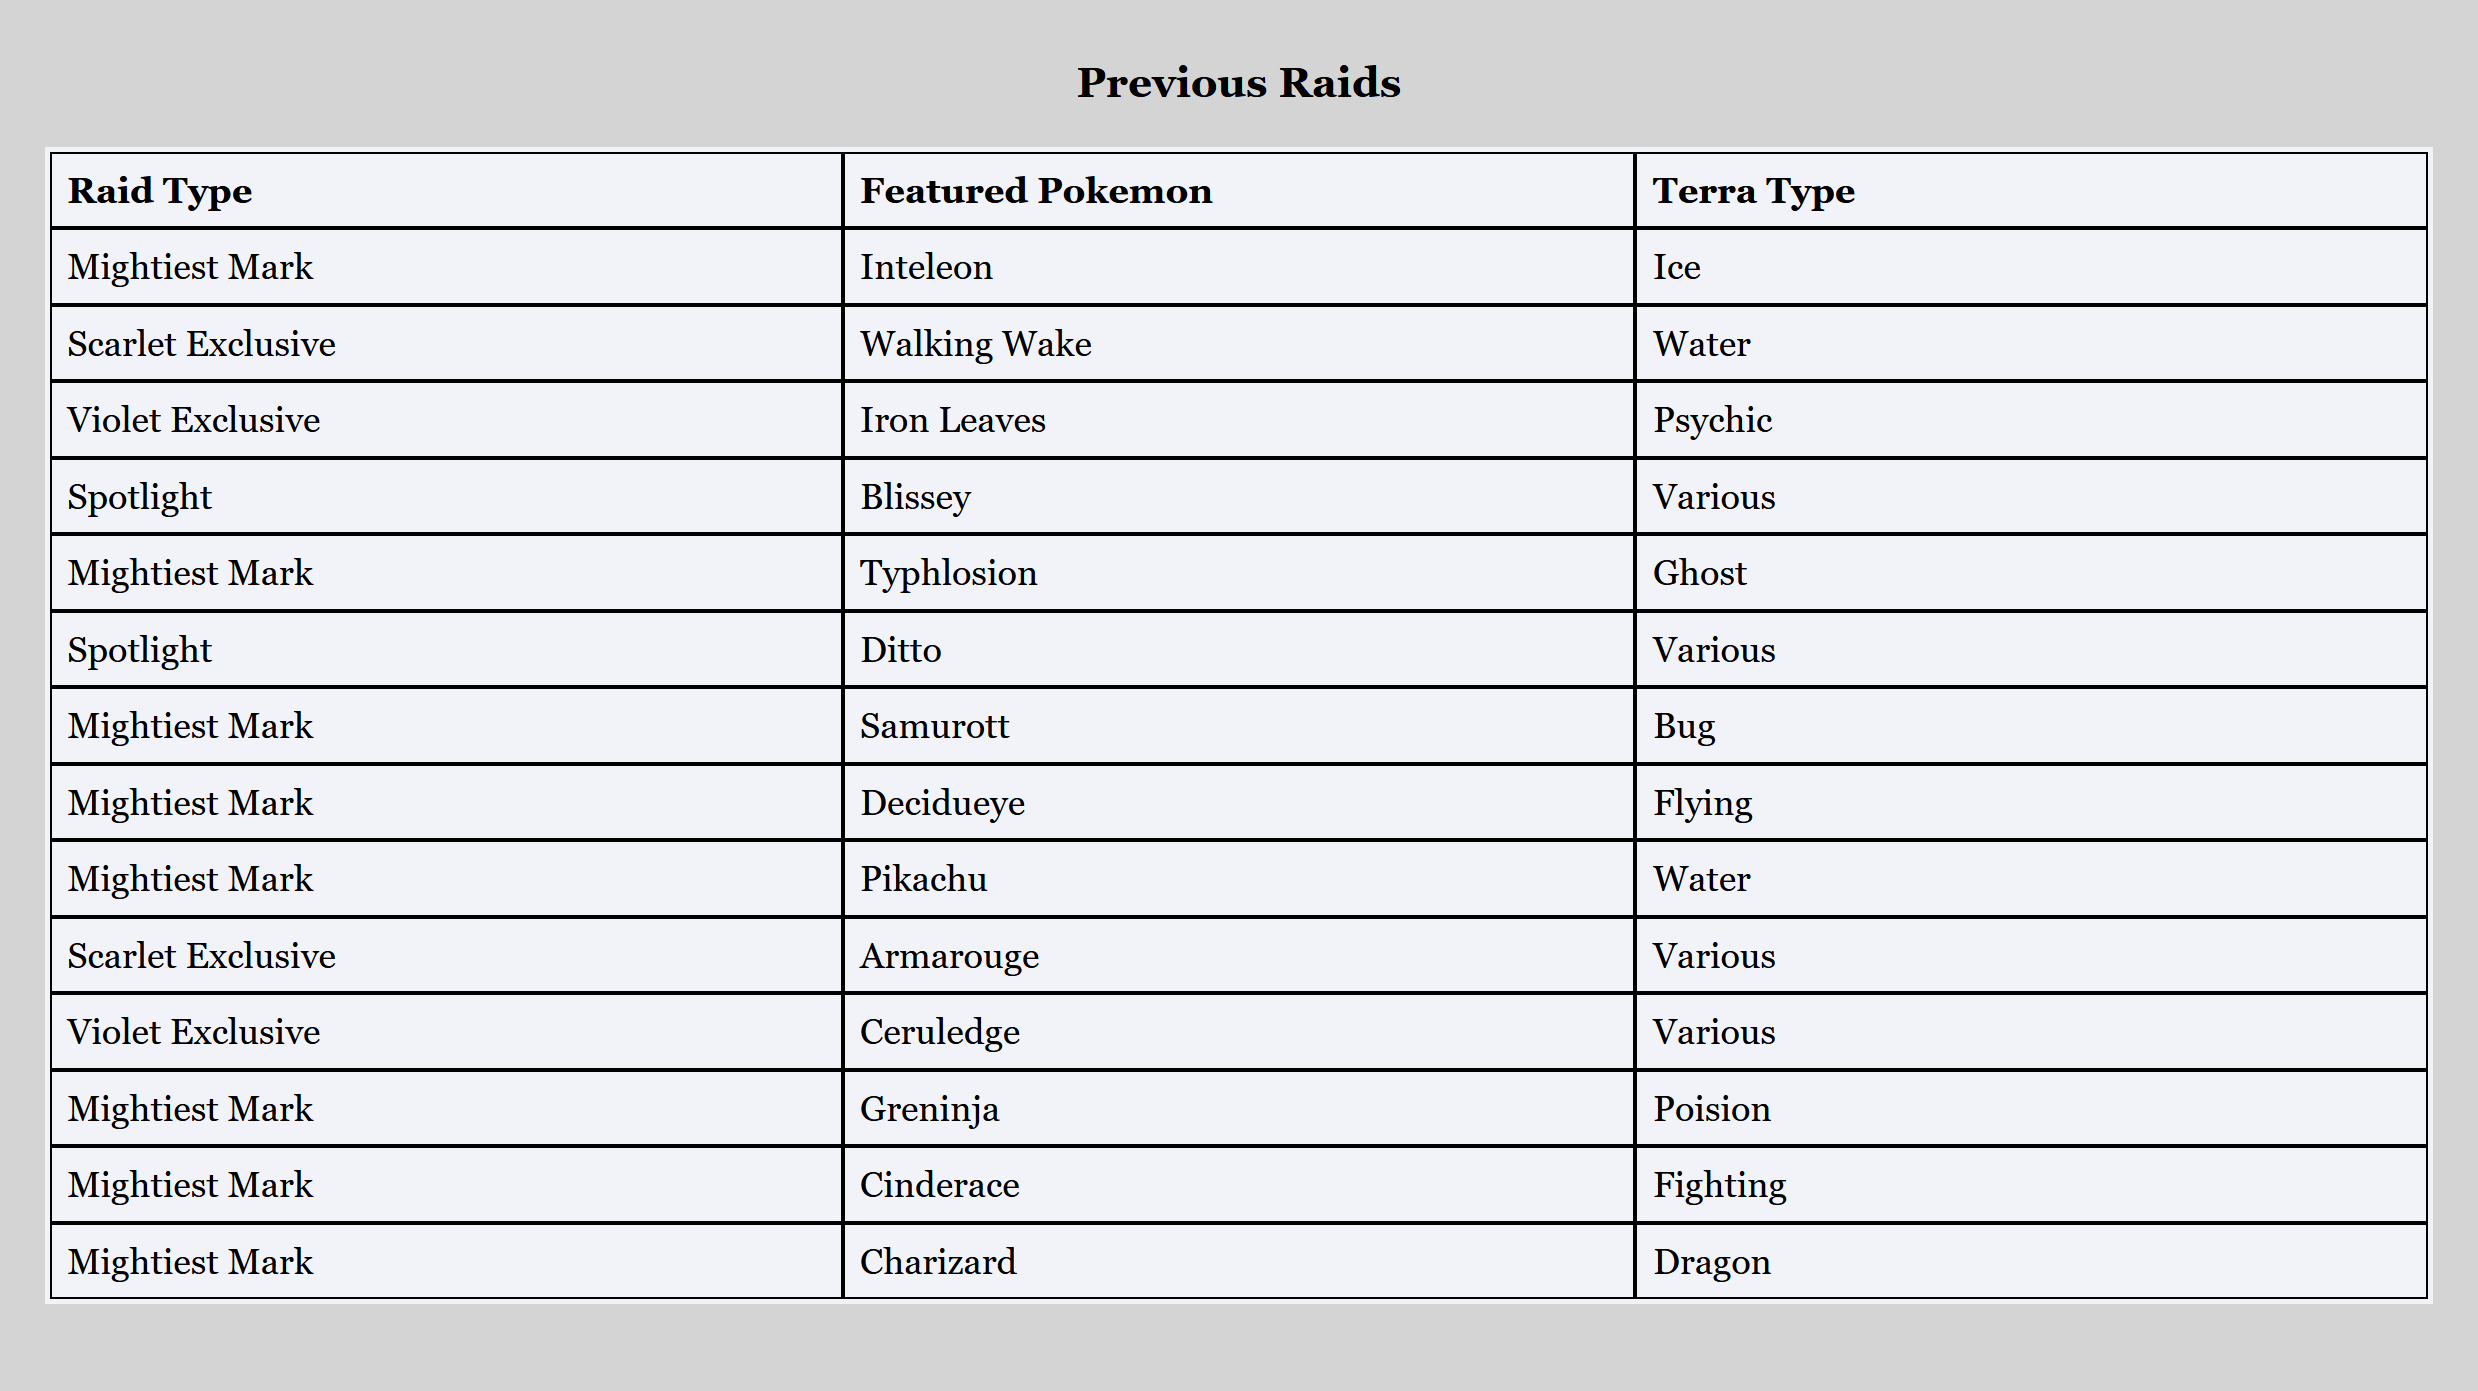 Previous Raids
Raid Type Featured Pokemon Terra Type
Mightiest Mark Inteleon Ice
Scarlet Exclusive Walking Wake Water
Violet Exclusive Iron Leaves Psychic
Spotlight Blissey Various
Mightiest Mark Typhlosion Ghost
Spotlight Ditto Various
Mightiest Mark Samurott Bug
Mightiest Mark Decidueye Flying
Mightiest Mark Pikachu Water
Scarlet Exclusive Armarouge Various
Violet Exclusive Ceruledge Various
Mightiest Mark Greninja Poision
Mightiest Mark Cinderace Fighting
Mightiest Mark Charizard Dragon